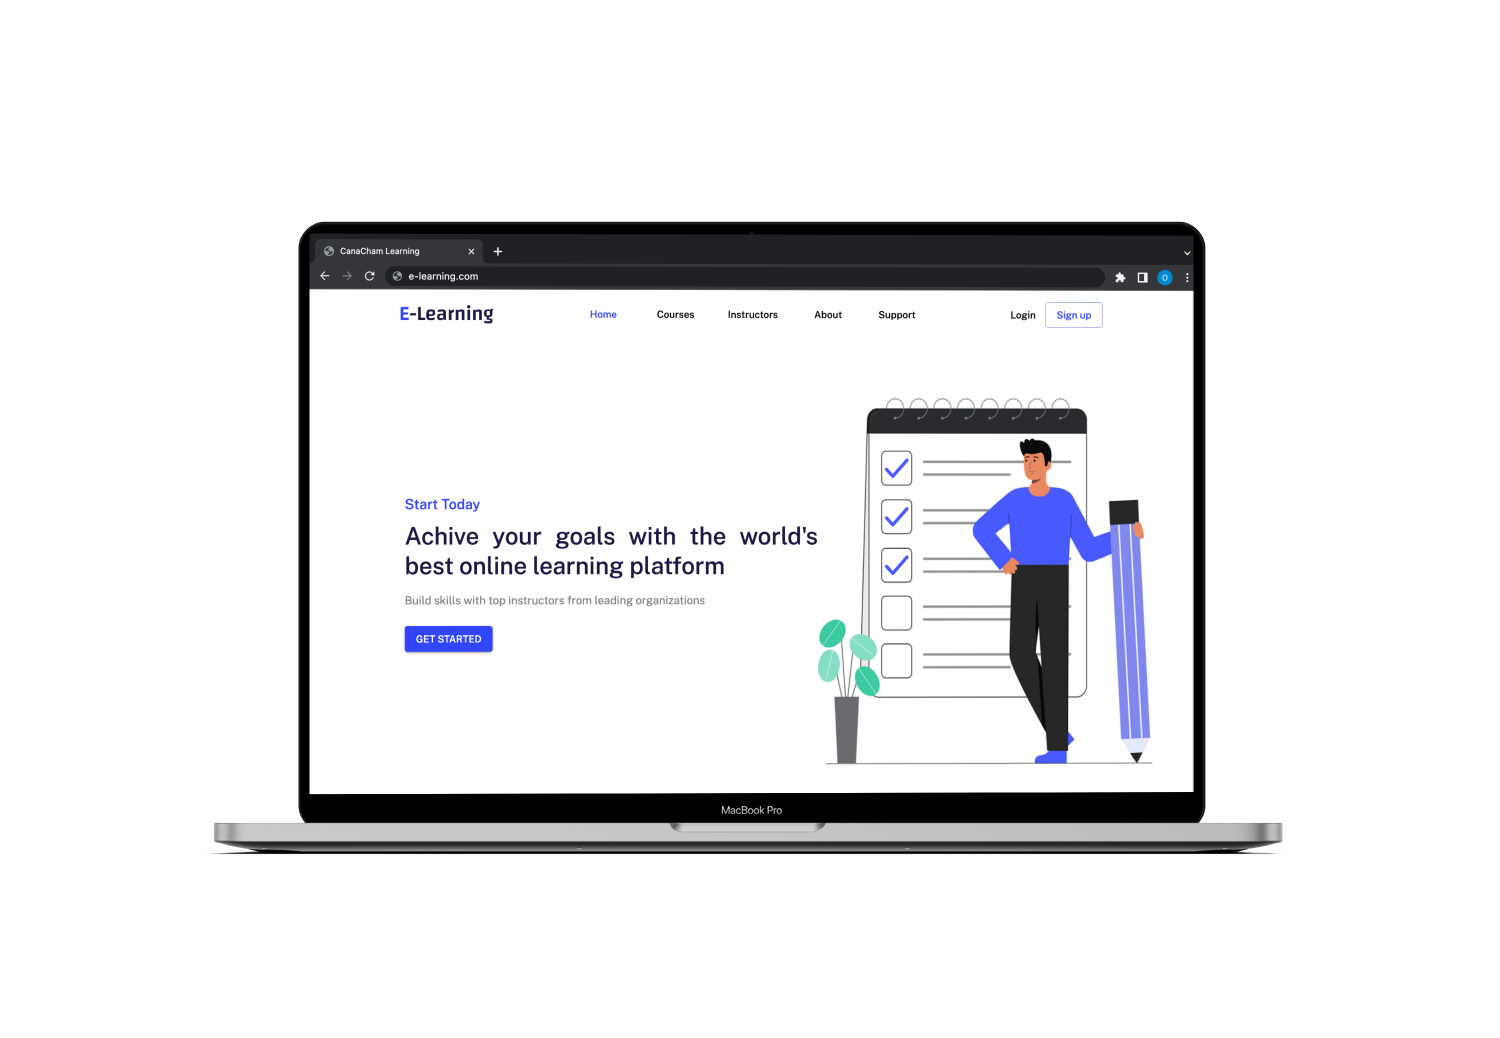 CanaCham Learning
e-learning.com
O
E-Learning
Home Courses Instructors About Support Login Sign up
Start Today
Achive your goals with the world's
best online learning platform
Build skills with top instructors from leading organizations
GET STARTED
MacBook Pro